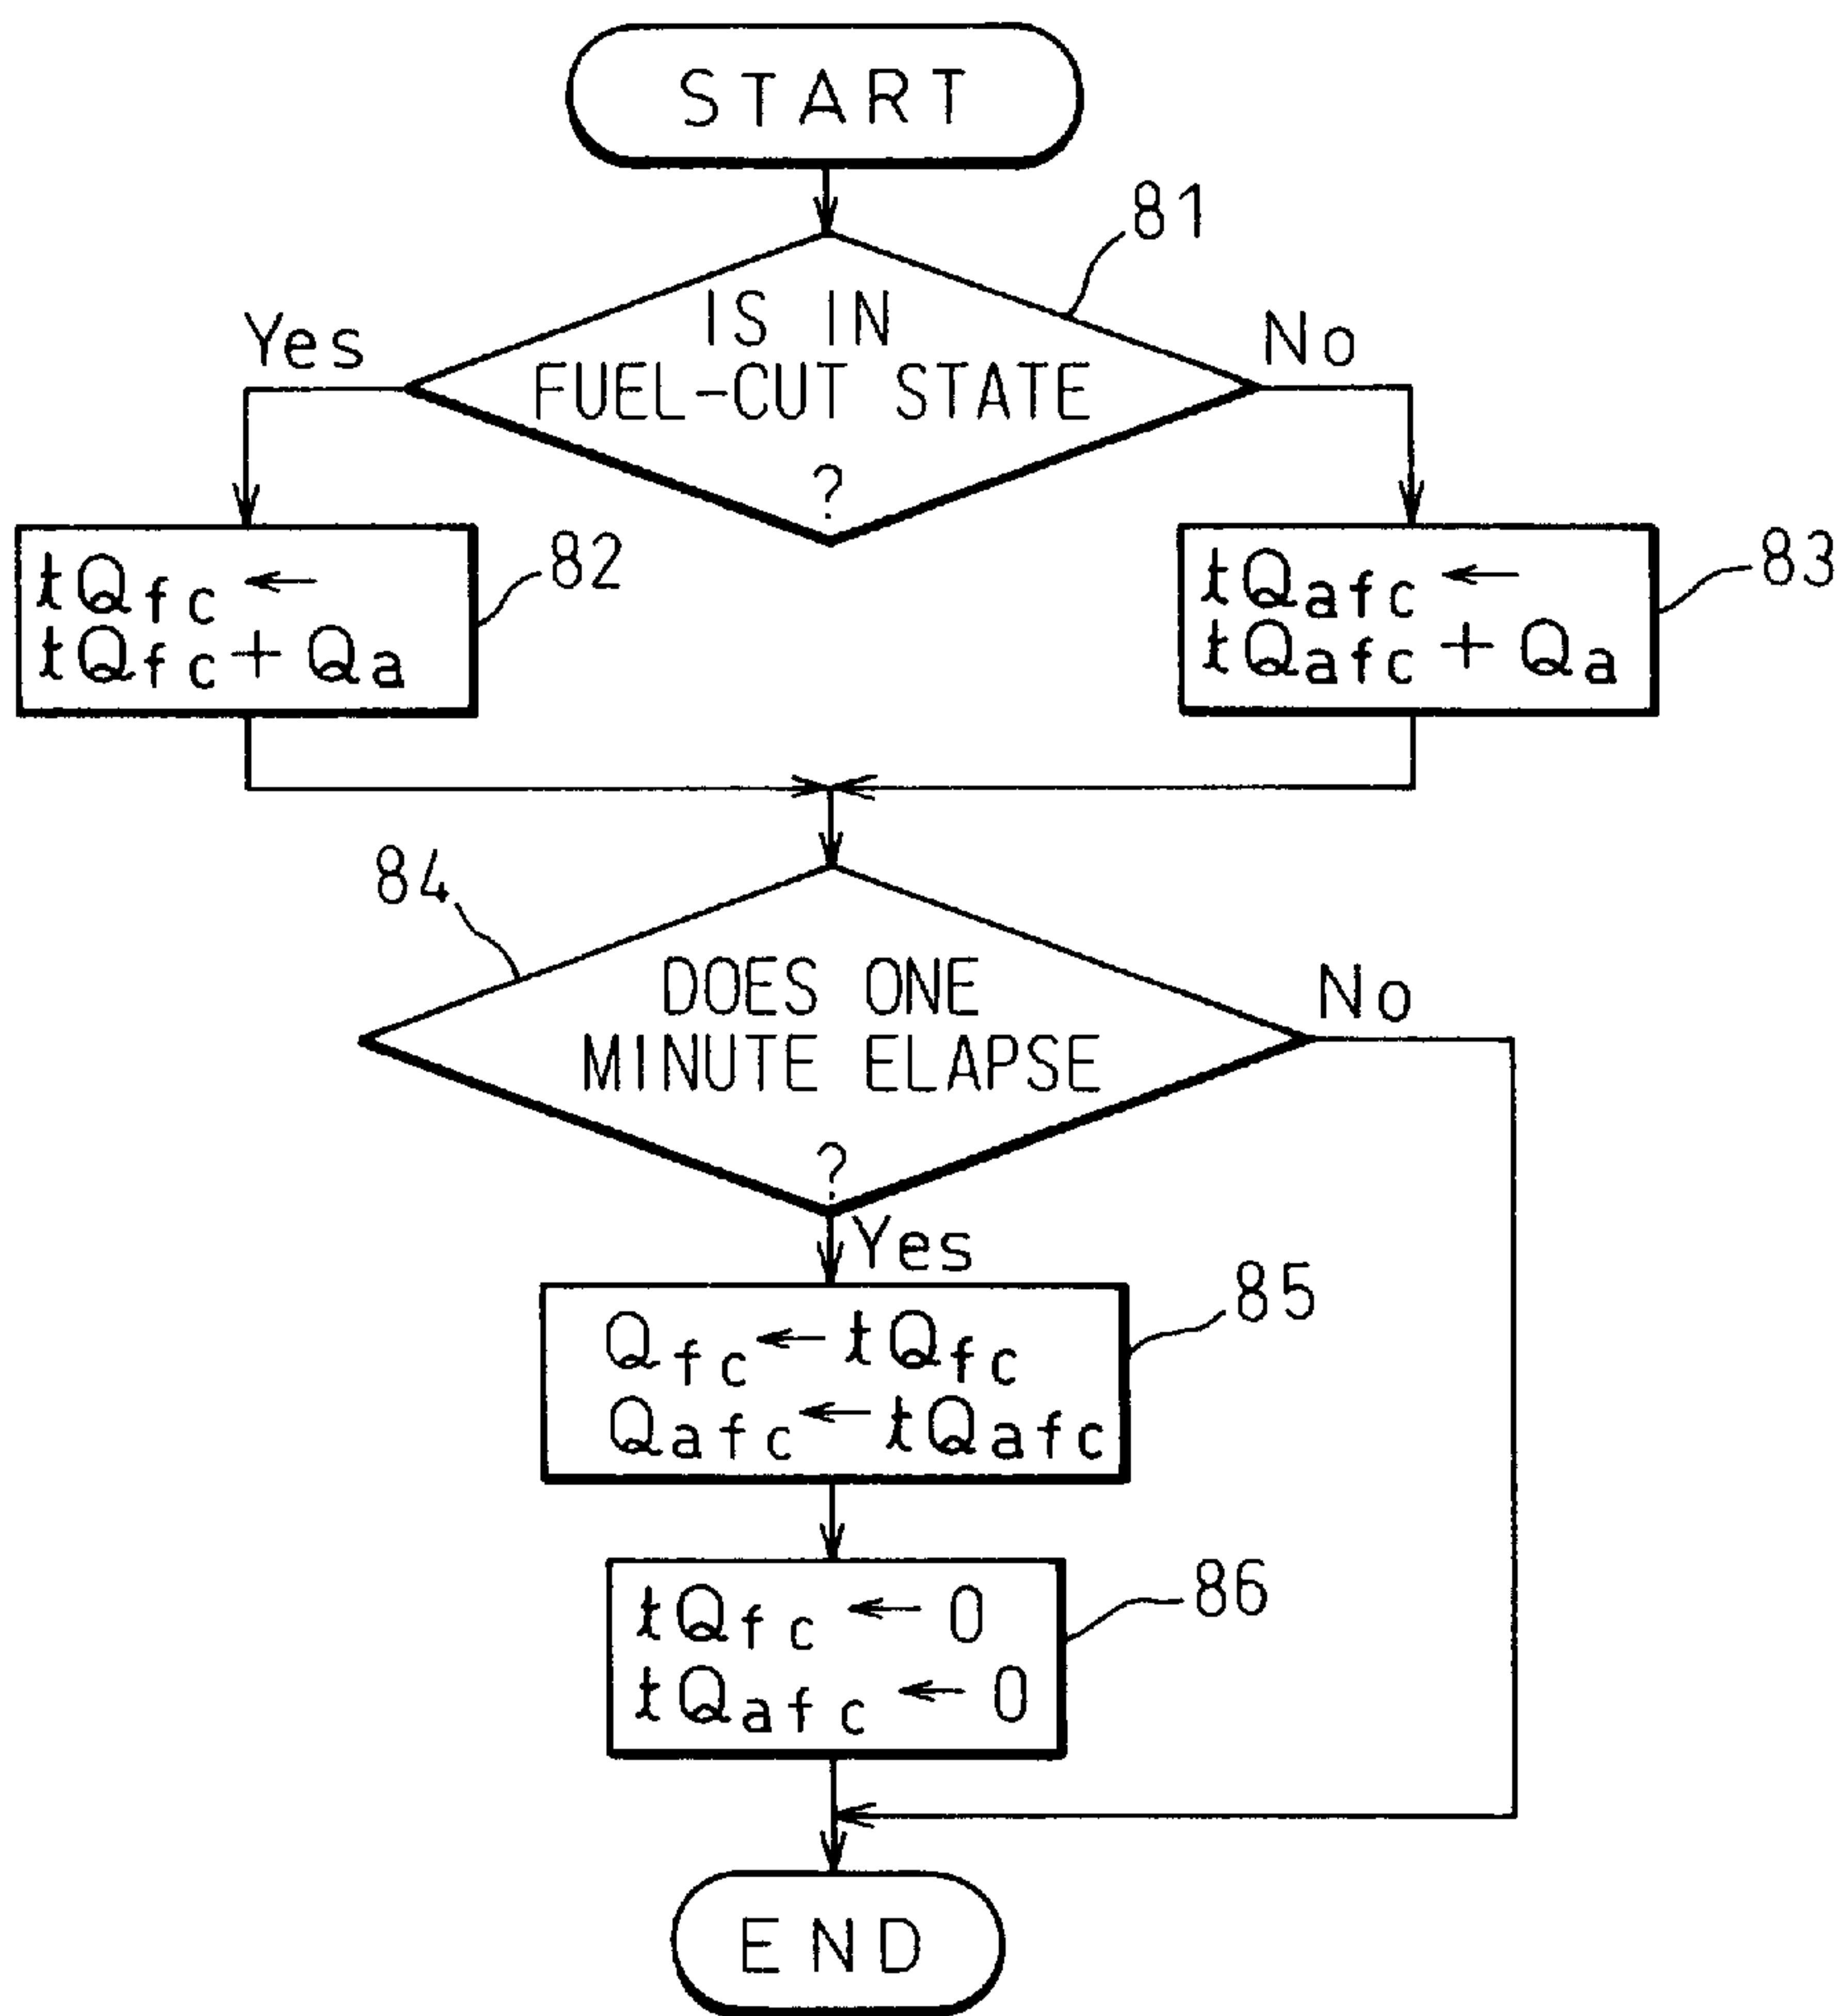 START
81
IS IN
FUEL-CUT STATE
?
Yes
No
tQfc ←
tQfc + Qa
82
tQafc ←
tQafc + Qa
83
84
DOES ONE
MINUTE ELAPSE
?
No
Yes
85
Qfc ← tQfc
Qafc ← tQafc
86
tQfc ← 0
tQafc ← 0
END